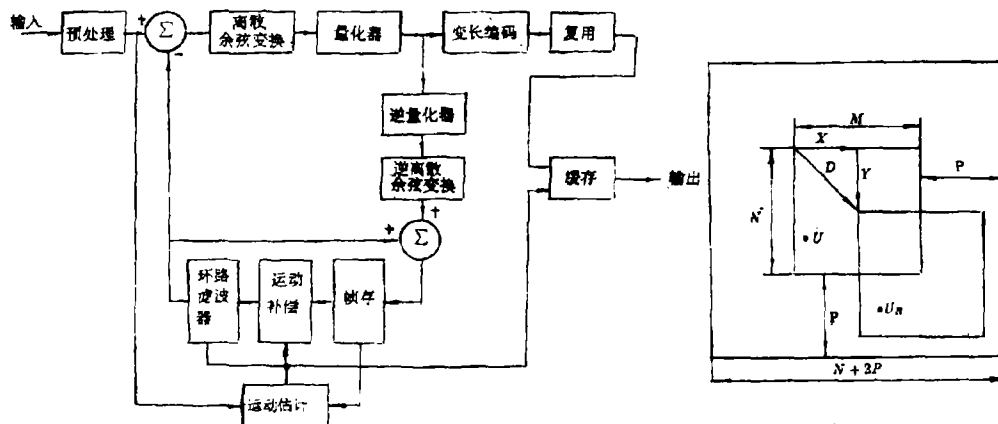 输入
预处理
+
Σ
-
离散
余弦变换
量化器
变长编码
复用
逆量化器
逆离散
余弦变换
+
+
Σ
缓存
输出
环路
滤波
器
运动
补偿
帧存
运动估计
M
X
D
Y
P
N
U
P
U_R
N + 2P